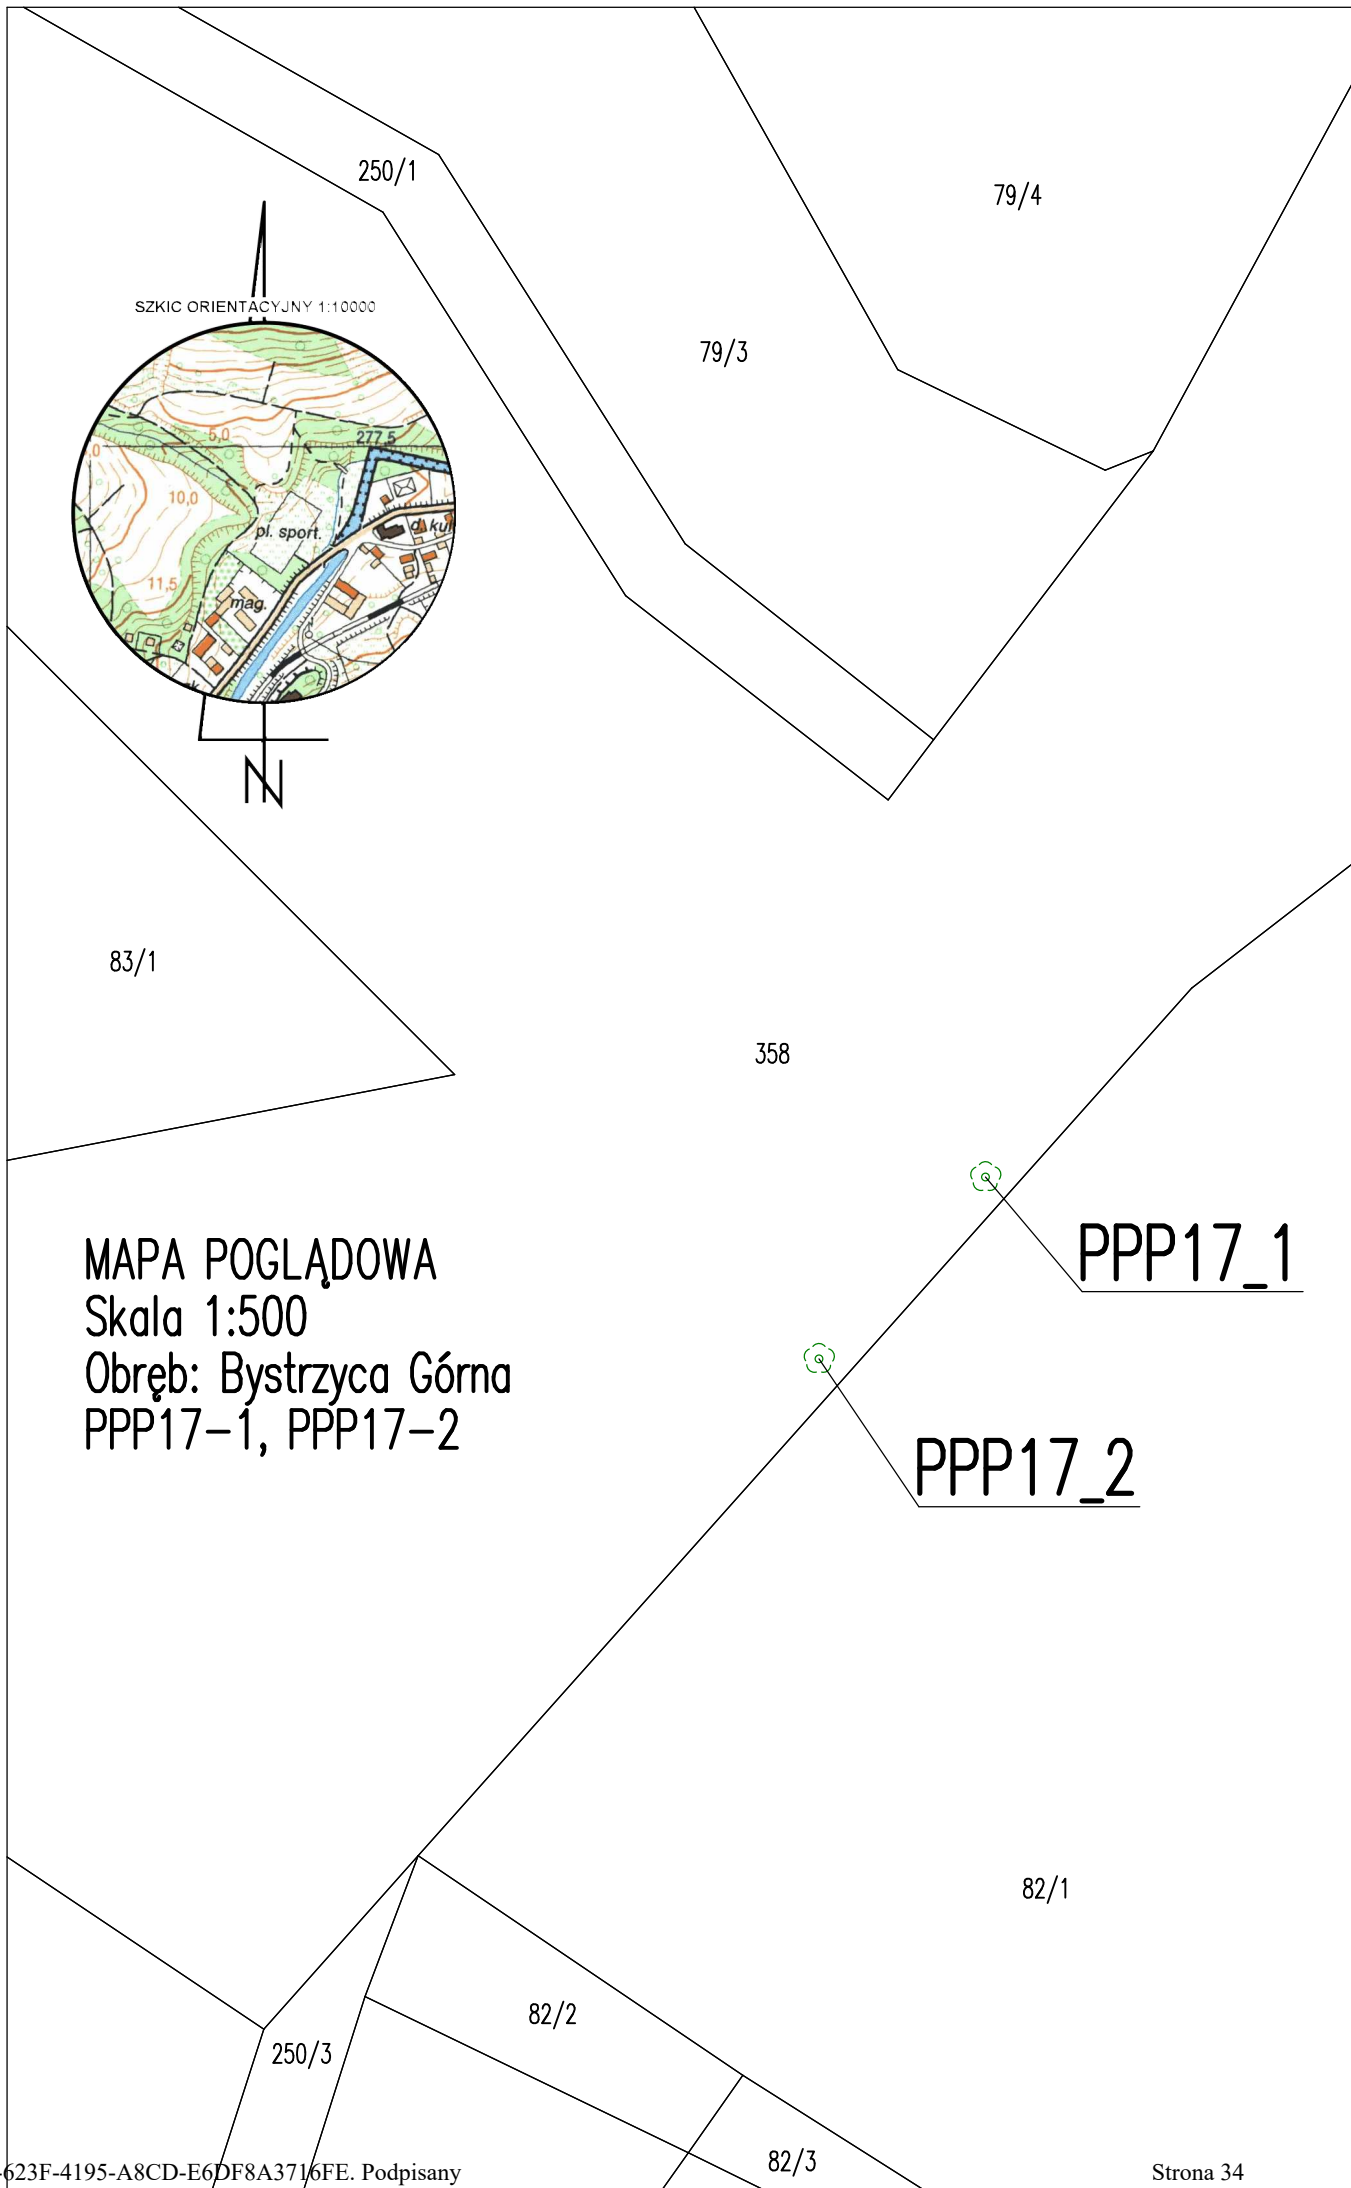 250/1
79/4
SZKIC ORIENTACYJNY 1:10000
79/3
5,0
277,5
,0
10,0
pl. sport.
d. kul
11,5
mag.
N
83/1
358
PPP17_1
MAPA POGLĄDOWA
Skala 1:500
Obręb: Bystrzyca Górna
PPP17-1, PPP17-2
PPP17_2
82/1
82/2
250/3
82/3
-623F-4195-A8CD-E6DF8A3716FE. Podpisany
Strona 34